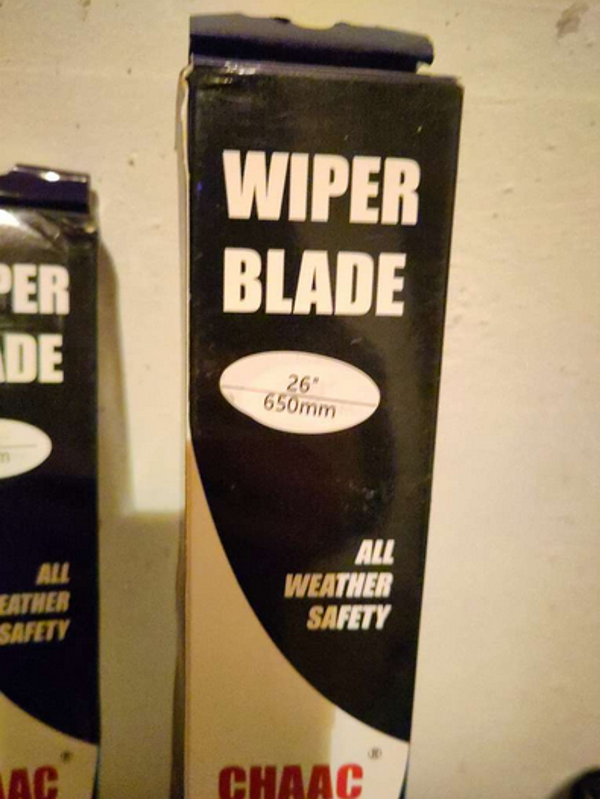 WIPER
BLADE
26"
650mm
ALL
WEATHER
SAFETY
®
CHAAC
PER
ADE
m
ALL
EATHER
SAFETY
®
AAC